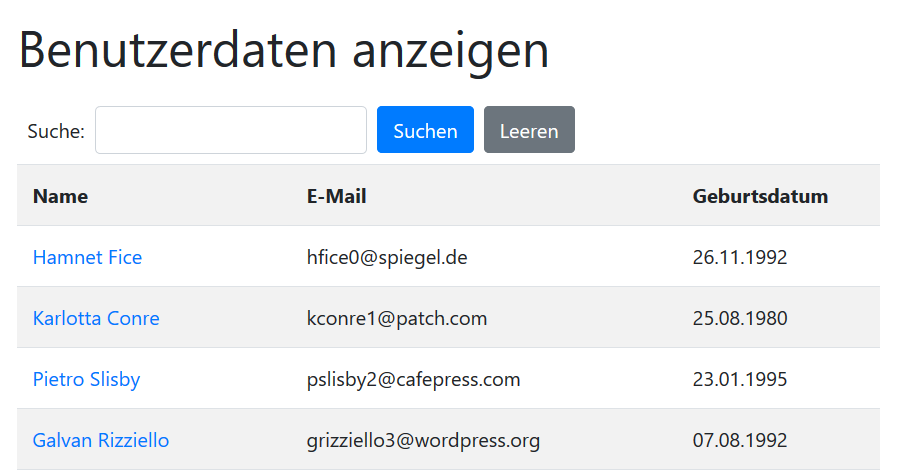 Benutzerdaten anzeigen
Suche: Suchen Leeren
Name E-Mail Geburtsdatum
Hamnet Fice hfice0@spiegel.de 26.11.1992
Karlotta Conre kconre1@patch.com 25.08.1980
Pietro Slisby pslisby2@cafepress.com 23.01.1995
Galvan Rizziello grizziello3@wordpress.org 07.08.1992